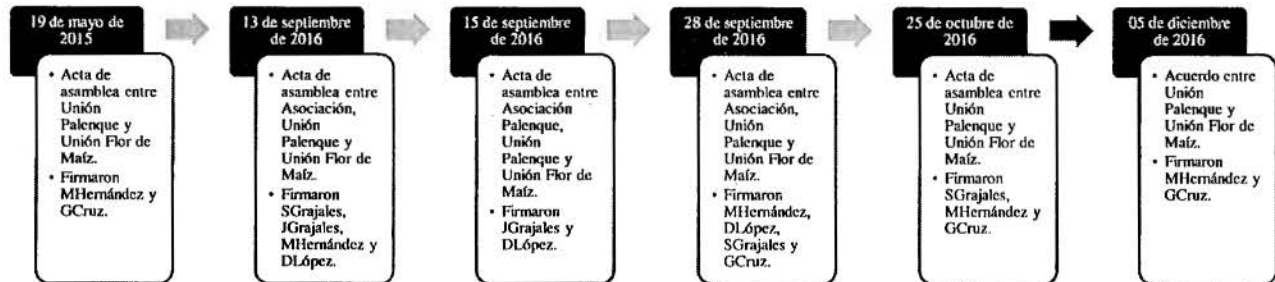 19 de mayo de
2015
• Acta de
asamblea entre
Unión
Palenque y
Unión Flor de
Maíz.
• Firmaron
MHernández y
GCruz.
13 de septiembre
de 2016
• Acta de
asamblea entre
Asociación,
Unión
Palenque y
Unión Flor de
Maíz.
• Firmaron
SGrajales,
JGrajales,
MHernández y
DLópez.
15 de septiembre
de 2016
• Acta de
asamblea entre
Asociación
Palenque,
Unión
Palenque y
Unión Flor de
Maíz.
• Firmaron
JGrajales y
DLópez.
28 de septiembre
de 2016
• Acta de
asamblea entre
Asociación,
Unión
Palenque y
Unión Flor de
Maíz.
• Firmaron
MHernández,
DLópez,
SGrajales y
GCruz.
25 de octubre de
2016
• Acta de
asamblea entre
Unión
Palenque y
Unión Flor de
Maíz.
• Firmaron
SGrajales,
MHernández y
GCruz.
05 de diciembre
de 2016
• Acuerdo entre
Unión
Palenque y
Unión Flor de
Maíz.
• Firmaron
MHernández y
GCruz.